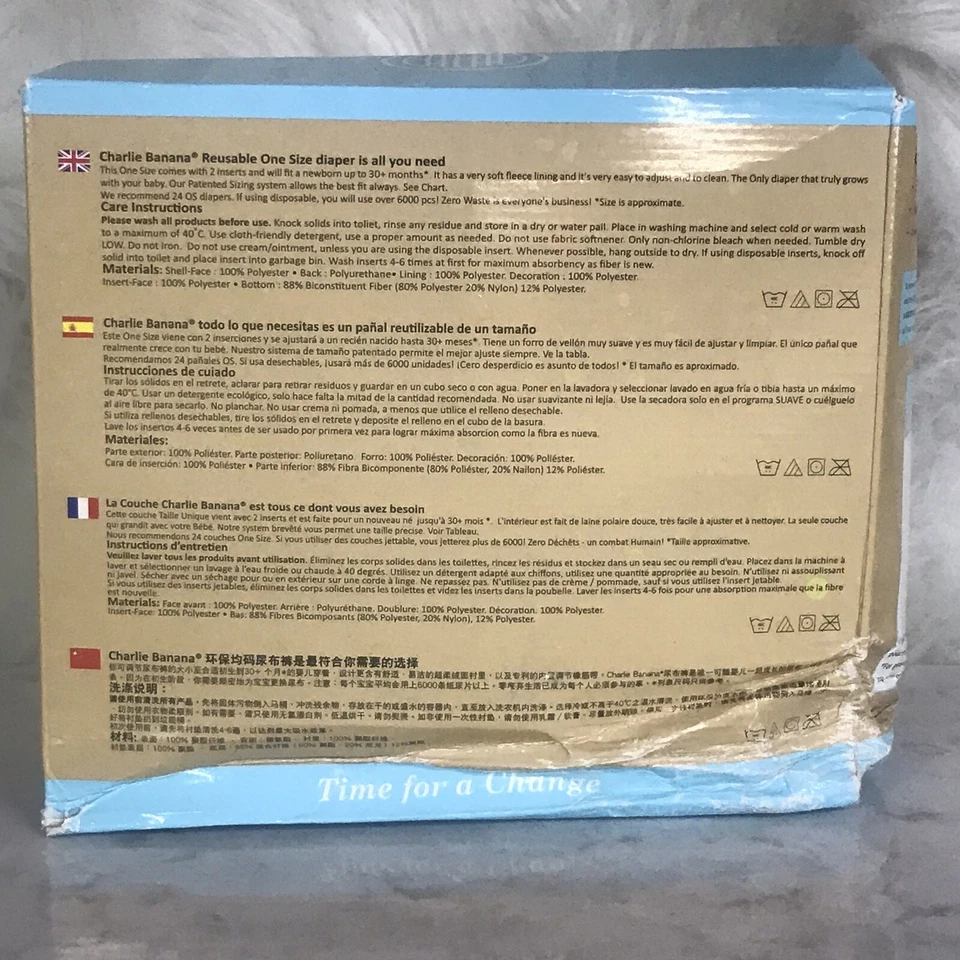 Charlie Banana® Reusable One Size diaper is all you need
This One Size comes with 2 inserts and will fit a newborn up to 30+ months*. It has a very soft fleece lining and it's very easy to adjust and to clean. The Only diaper that truly grows
with your baby. Our Patented Sizing system allows the best fit always. See Chart.
We recommend 24 OS diapers. If using disposable, you will use over 6000 pcs! Zero Waste is everyone's business! *Size is approximate.
Care Instructions
Please wash all products before use. Knock solids into toliet, rinse any residue and store in a dry or water pail. Place in washing machine and select cold or warm wash
to a maximum of 40°C. Use cloth-friendly detergent, use a proper amount as needed. Do not use fabric softnener. Only non-chlorine bleach when needed. Tumble dry
LOW. Do not iron. Do not use cream/ointment, unless you are using the disposable insert. Whenever possible, hang outside to dry. If using disposable inserts, knock off
solid into toilet and place insert into garbage bin. Wash inserts 4-6 times at first for maximum absorbency as fiber is new.
Materials: Shell-Face : 100% Polyester • Back : Polyurethane• Lining : 100% Polyester. Decoration : 100% Polyester
Insert-Face : 100% Polyester • Bottom : 88% Biconstituent Fiber (80% Polyester 20% Nylon) 12% Polyester.
Charlie Banana® todo lo que necesitas es un pañal reutilizable de un tamaño
Este One Size viene con 2 inserciones y se ajustará a un recién nacido hasta 30+ meses*. Tiene un forro de vellón muy suave y es muy fácil de ajustar y limpiar. El único pañal que
realmente crece con tu bebé. Nuestro sistema de tamaño patentado permite el mejor ajuste siempre. Ve la tabla.
Recomendamos 24 pañales OS. Si usa desechables, ¡usará más de 6000 unidades! ¡Cero desperdicio es asunto de todos! * El tamaño es aproximado.
Instrucciones de cuiado
Tirar los sólidos en el retrete, aclarar para retirar residuos y guardar en un cubo seco o con agua. Poner en la lavadora y seleccionar lavado en agua fría o tibia hasta un máximo
de 40°C. Usar un detergente ecológico, solo hace falta la mitad de la cantidad recomendada. No usar suavizante ni lejía. Use la secadora solo en el programa SUAVE o cuélguelo
al aire libre para secarlo. No planchar. No usar crema ni pomada, a menos que utilice el relleno desechable.
Si utiliza rellenos desechables, tire los sólidos en el retrete y deposite el relleno en el cubo de la basura.
Lave los insertos 4-6 veces antes de ser usado por primera vez para lograr máxima absorcion como la fibra es nueva.
Materiales:
Parte exterior: 100% Poliéster. Parte posterior: Poliuretano. Forro: 100% Poliéster. Decoración: 100% Poliéster.
Cara de inserción: 100% Poliéster • Parte inferior: 88% Fibra Bicomponente (80% Poliéster, 20% Nailon) 12% Poliéster.
La Couche Charlie Banana® est tous ce dont vous avez besoin
Cette couche Taille Unique vient avec 2 inserts et est faite pour un nouveau né jusqu'à 30+ mois *. L'intérieur est fait de laine polaire douce, très facile à ajuster et à nettoyer. La seule couche
qui grandit avec votre Bébé. Notre system brevêté vous permet une taille precise. Voir Tableau.
Nous recommendons 24 couches One Size. Si vous utiliser des couches jettable, vous jetterez plus de 6000! Zero Déchêts - un combat Humain! *Taille approximative.
Instructions d'entretien
Veuillez laver tous les produits avant utilisation. Éliminez les corps solides dans les toilettes, rincez les résidus et stockez dans un seau sec ou rempli d'eau. Placez dans la machine à
laver et sélectionner un lavage à l'eau froide ou chaude à 40 degrés. Utilisez un détergent adapté aux chiffons, utilisez une quantité appropriée au besoin. N'utilisez ni assouplissant
ni javel. Sécher avec un séchage pour ou en extérieur sur une corde à linge. Ne repassez pas. N'utilisez pas de crème / pommade, sauf si vous utilisez l'insert jetable.
Si vous utilisez des inserts jetables, éliminez les corps solides dans les toilettes et videz les inserts dans la poubelle. Laver les inserts 4-6 fois pour une absorption maximale que la fibre
est nouvelle.
Materials: Face avant : 100% Polyester. Arrière : Polyuréthane, Doublure: 100% Polyester. Décoration. 100% Polyester.
Insert-Face: 100% Polyester • Bas: 88% Fibres Bicomposants (80% Polyester, 20% Nylon), 12% Polyester.
Charlie Banana® 环保均码尿布裤是最符合你需要的选择
洗涤说明：
材料:
Time for a Change